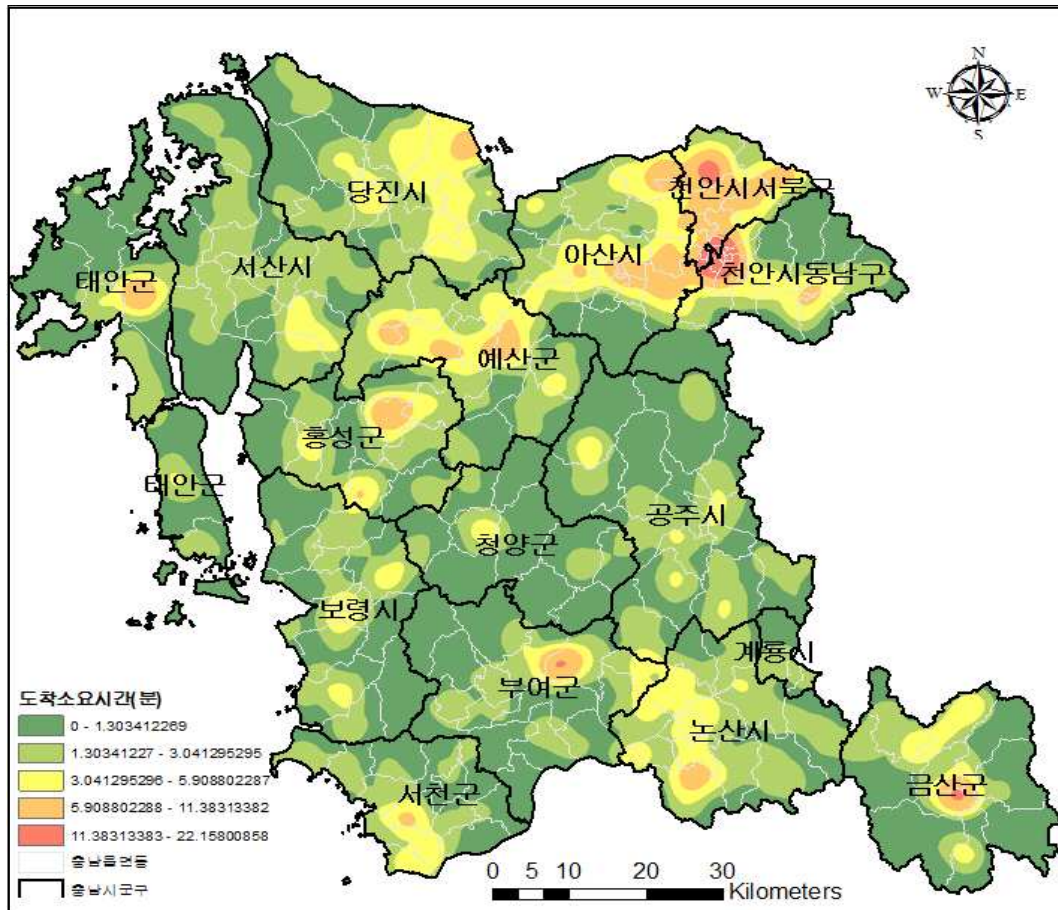 N
W E
S
당진시
천안시서북구
아산시
서산시
태안군
천안시동남구
예산군
홍성군
태안군
공주시
청양군
보령시
계룡시
부여군
논산시
서천군
금산군
도착소요시간(분)
0 - 1.303412269
1.30341227 - 3.041295295
3.041295296 - 5.908802287
5.908802288 - 11.38313382
11.38313383 - 22.15800858
충남읍면동
충남시군구
0 5 10 20 30
Kilometers